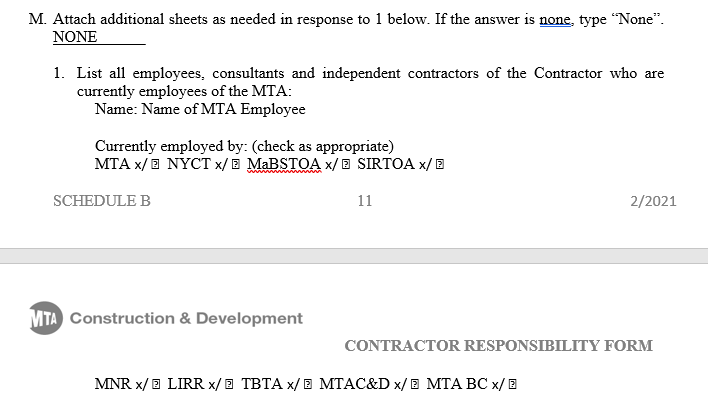 M. Attach additional sheets as needed in response to 1 below. If the answer is none, type “None”.
NONE
1. List all employees, consultants and independent contractors of the Contractor who are
currently employees of the MTA:
Name: Name of MTA Employee
Currently employed by: (check as appropriate)
MTA x/ ⍰ NYCT x/ ⍰ MaBSTOA x/ ⍰ SIRTOA x/ ⍰
SCHEDULE B 11 2/2021
MTA Construction & Development
CONTRACTOR RESPONSIBILITY FORM
MNR x/ ⍰ LIRR x/ ⍰ TBTA x/ ⍰ MTAC&D x/ ⍰ MTA BC x/ ⍰